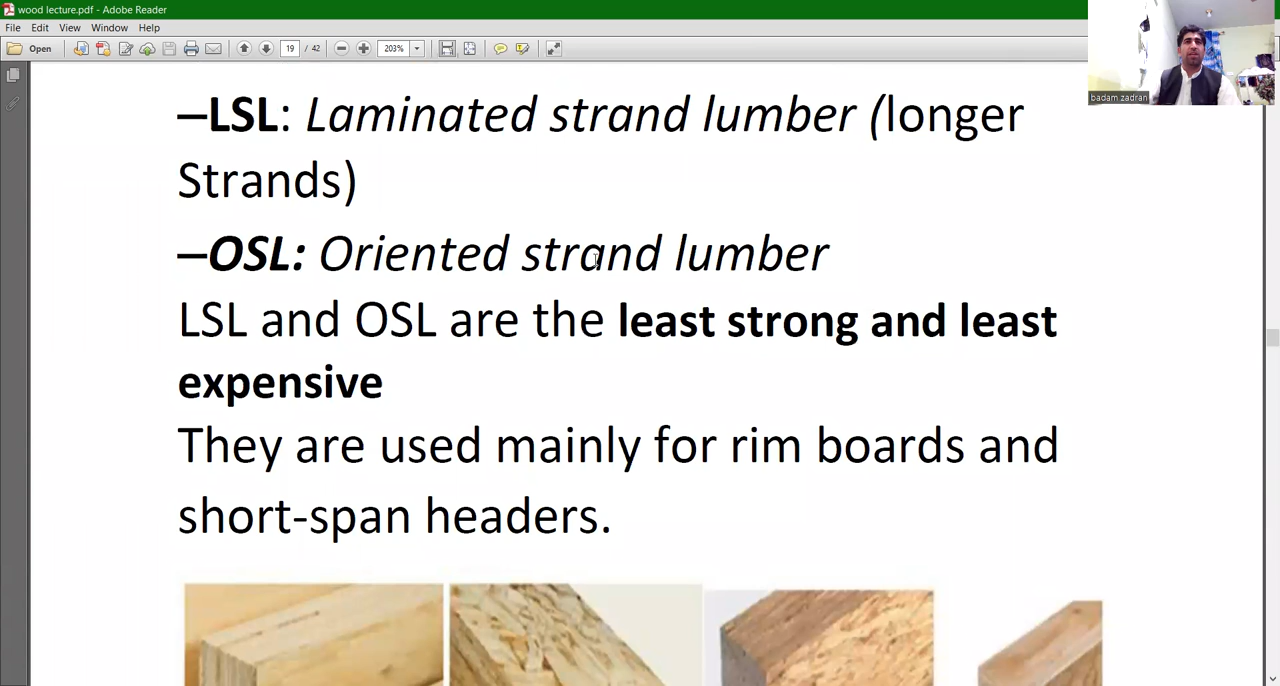 wood lecture.pdf - Adobe Reader
File Edit View Window Help
Open 19 / 42 203%
badam zadran
–LSL: Laminated strand lumber (longer
Strands)
–OSL: Oriented strand lumber
LSL and OSL are the least strong and least
expensive
They are used mainly for rim boards and
short-span headers.